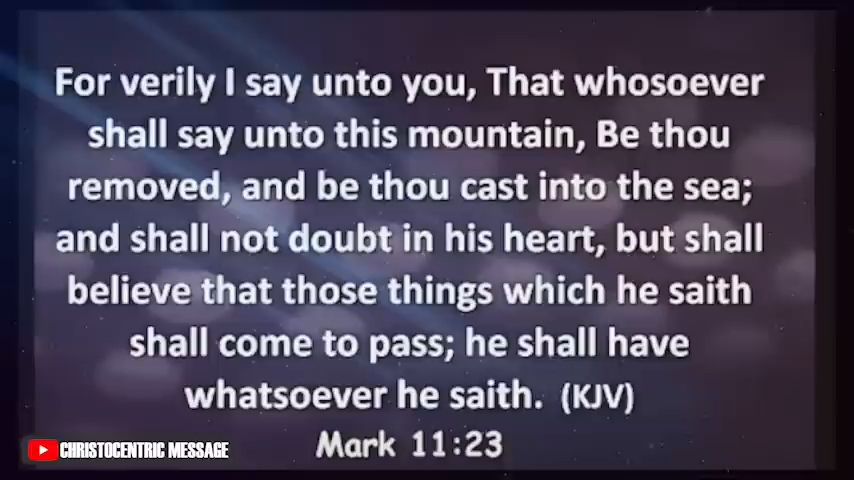 For verily I say unto you, That whosoever
shall say unto this mountain, Be thou
removed, and be thou cast into the sea;
and shall not doubt in his heart, but shall
believe that those things which he saith
shall come to pass; he shall have
whatsoever he saith. (KJV)
Mark 11:23
CHRISTOCENTRIC MESSAGE